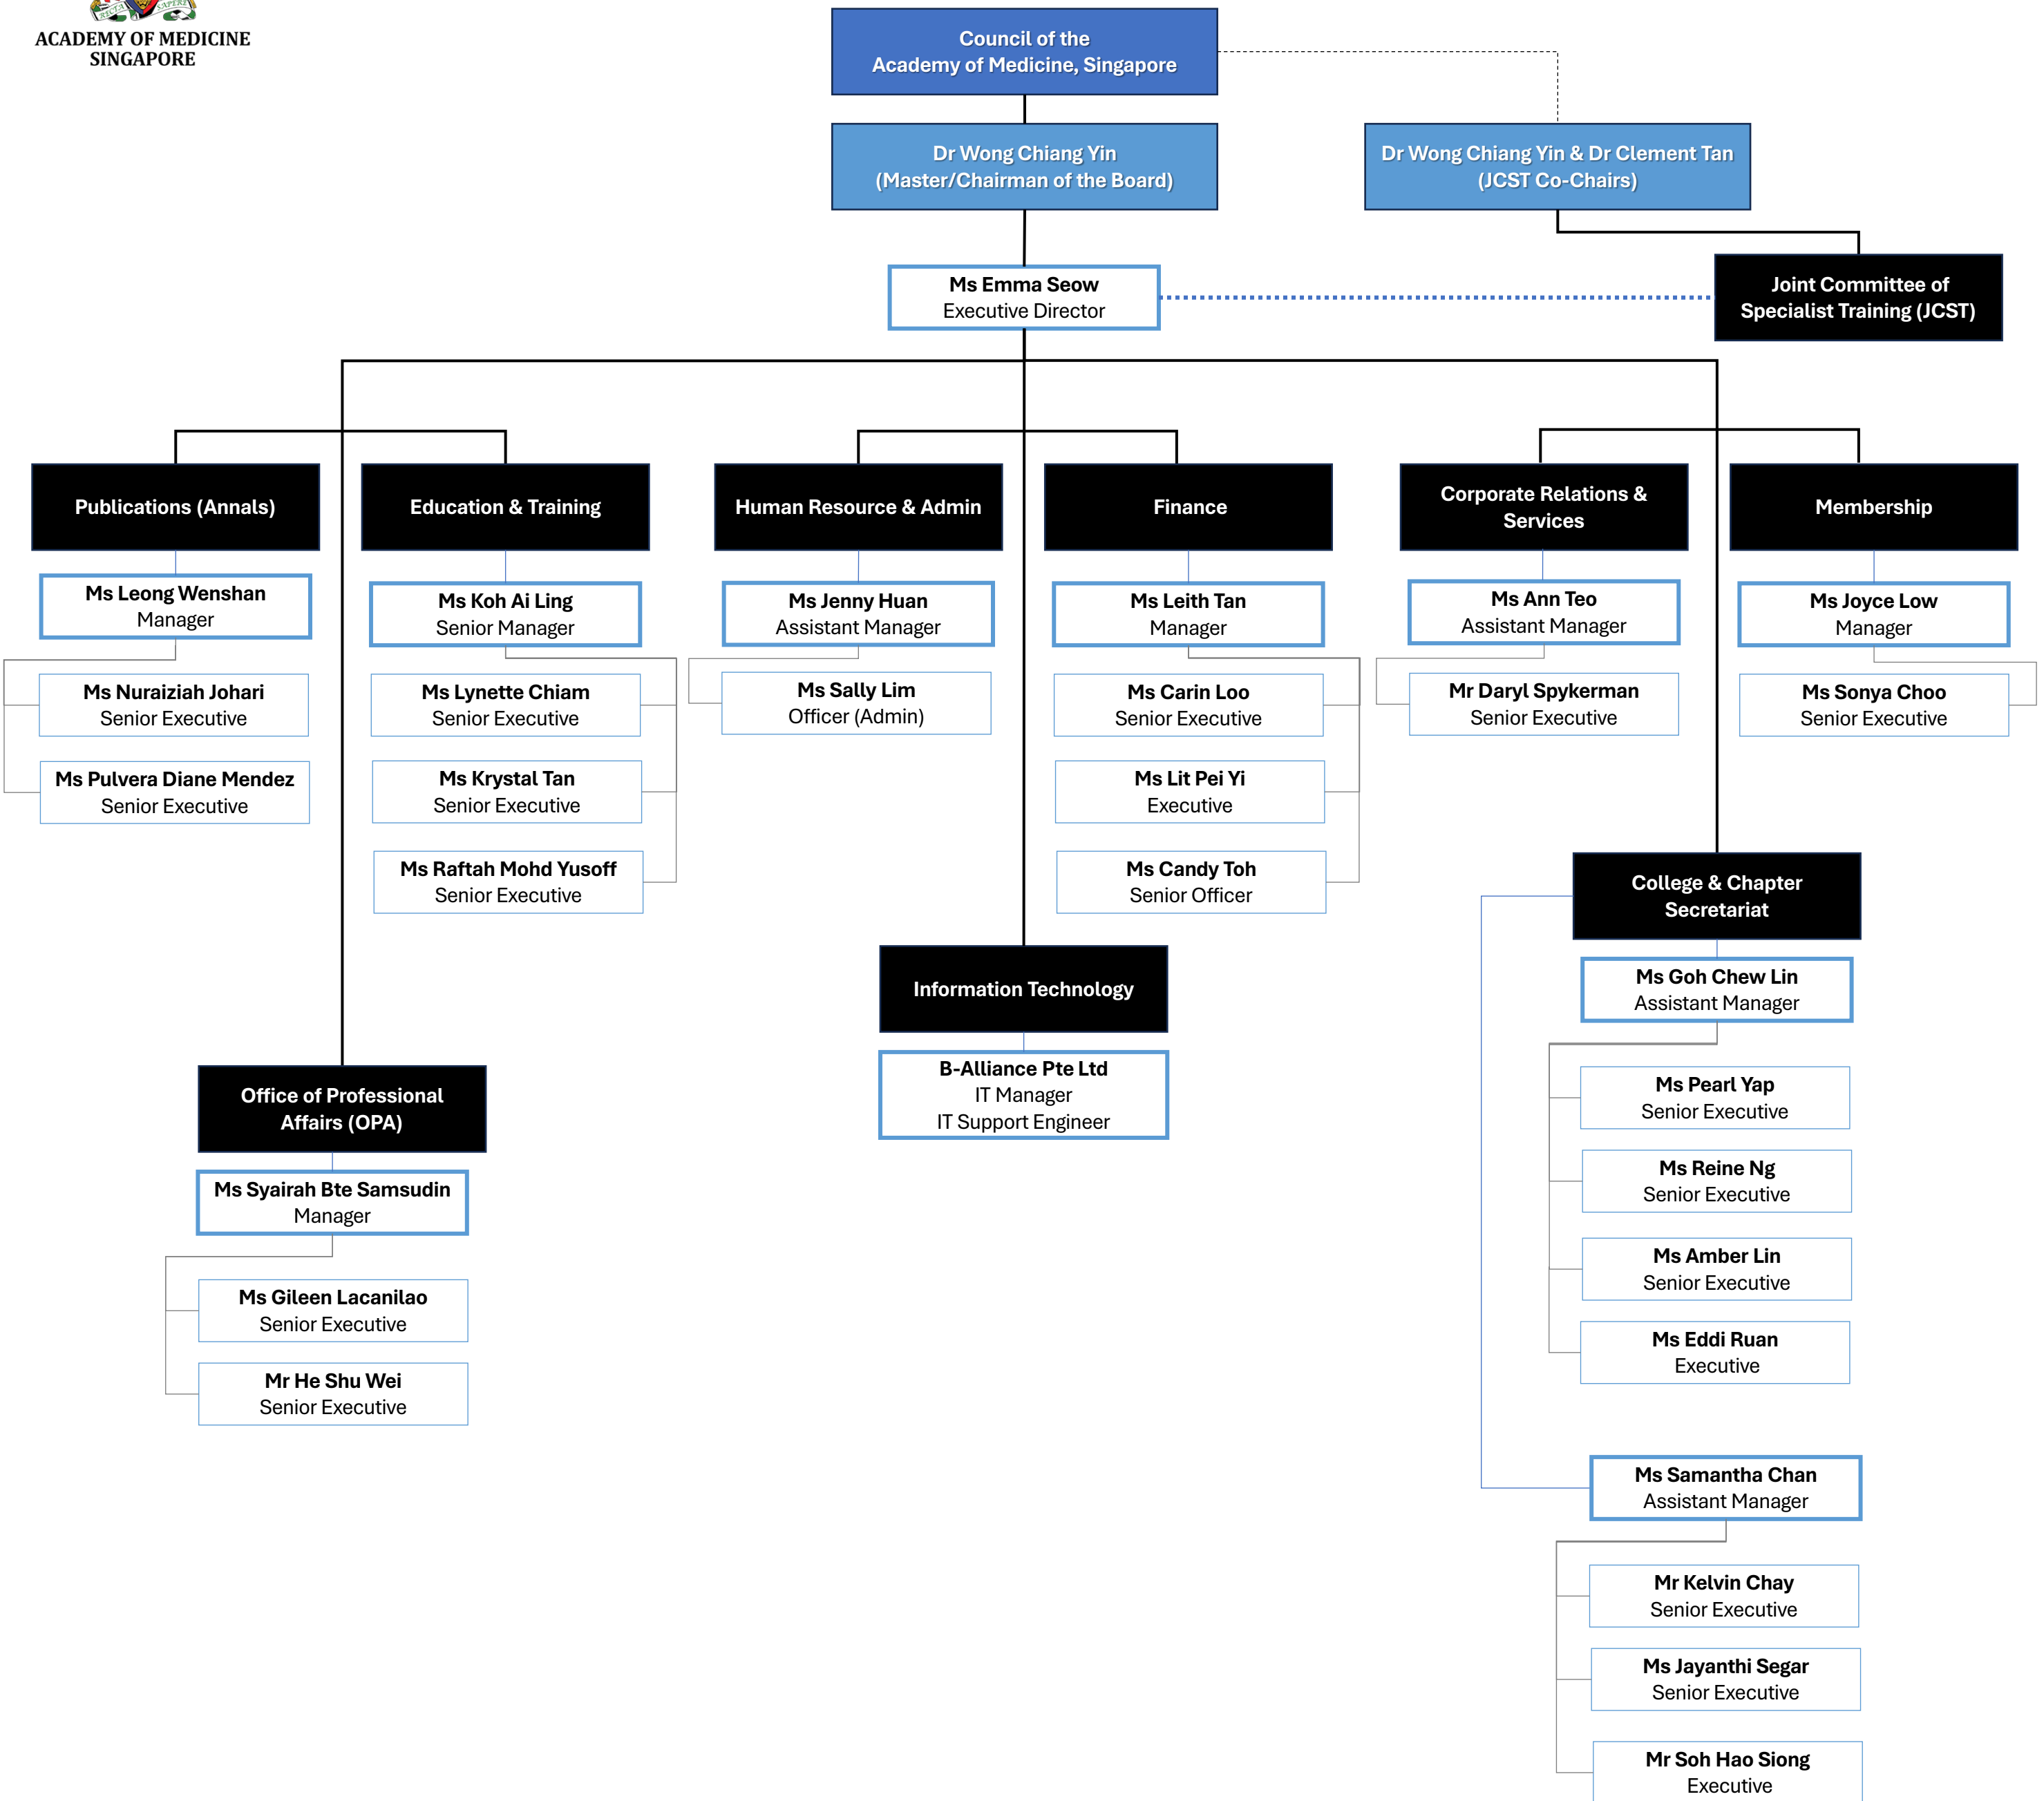 RECTA SAPERE
ACADEMY OF MEDICINE
SINGAPORE
Council of the
Academy of Medicine, Singapore
Dr Wong Chiang Yin
(Master/Chairman of the Board)
Dr Wong Chiang Yin & Dr Clement Tan
(JCST Co-Chairs)
Ms Emma Seow
Executive Director
Joint Committee of
Specialist Training (JCST)
Publications (Annals)
Ms Leong Wenshan
Manager
Ms Nuraiziah Johari
Senior Executive
Ms Pulvera Diane Mendez
Senior Executive
Education & Training
Ms Koh Ai Ling
Senior Manager
Ms Lynette Chiam
Senior Executive
Ms Krystal Tan
Senior Executive
Ms Raftah Mohd Yusoff
Senior Executive
Human Resource & Admin
Ms Jenny Huan
Assistant Manager
Ms Sally Lim
Officer (Admin)
Finance
Ms Leith Tan
Manager
Ms Carin Loo
Senior Executive
Ms Lit Pei Yi
Executive
Ms Candy Toh
Senior Officer
Corporate Relations &
Services
Ms Ann Teo
Assistant Manager
Mr Daryl Spykerman
Senior Executive
Membership
Ms Joyce Low
Manager
Ms Sonya Choo
Senior Executive
Office of Professional
Affairs (OPA)
Ms Syairah Bte Samsudin
Manager
Ms Gileen Lacanilao
Senior Executive
Mr He Shu Wei
Senior Executive
Information Technology
B-Alliance Pte Ltd
IT Manager
IT Support Engineer
College & Chapter
Secretariat
Ms Goh Chew Lin
Assistant Manager
Ms Pearl Yap
Senior Executive
Ms Reine Ng
Senior Executive
Ms Amber Lin
Senior Executive
Ms Eddi Ruan
Executive
Ms Samantha Chan
Assistant Manager
Mr Kelvin Chay
Senior Executive
Ms Jayanthi Segar
Senior Executive
Mr Soh Hao Siong
Executive